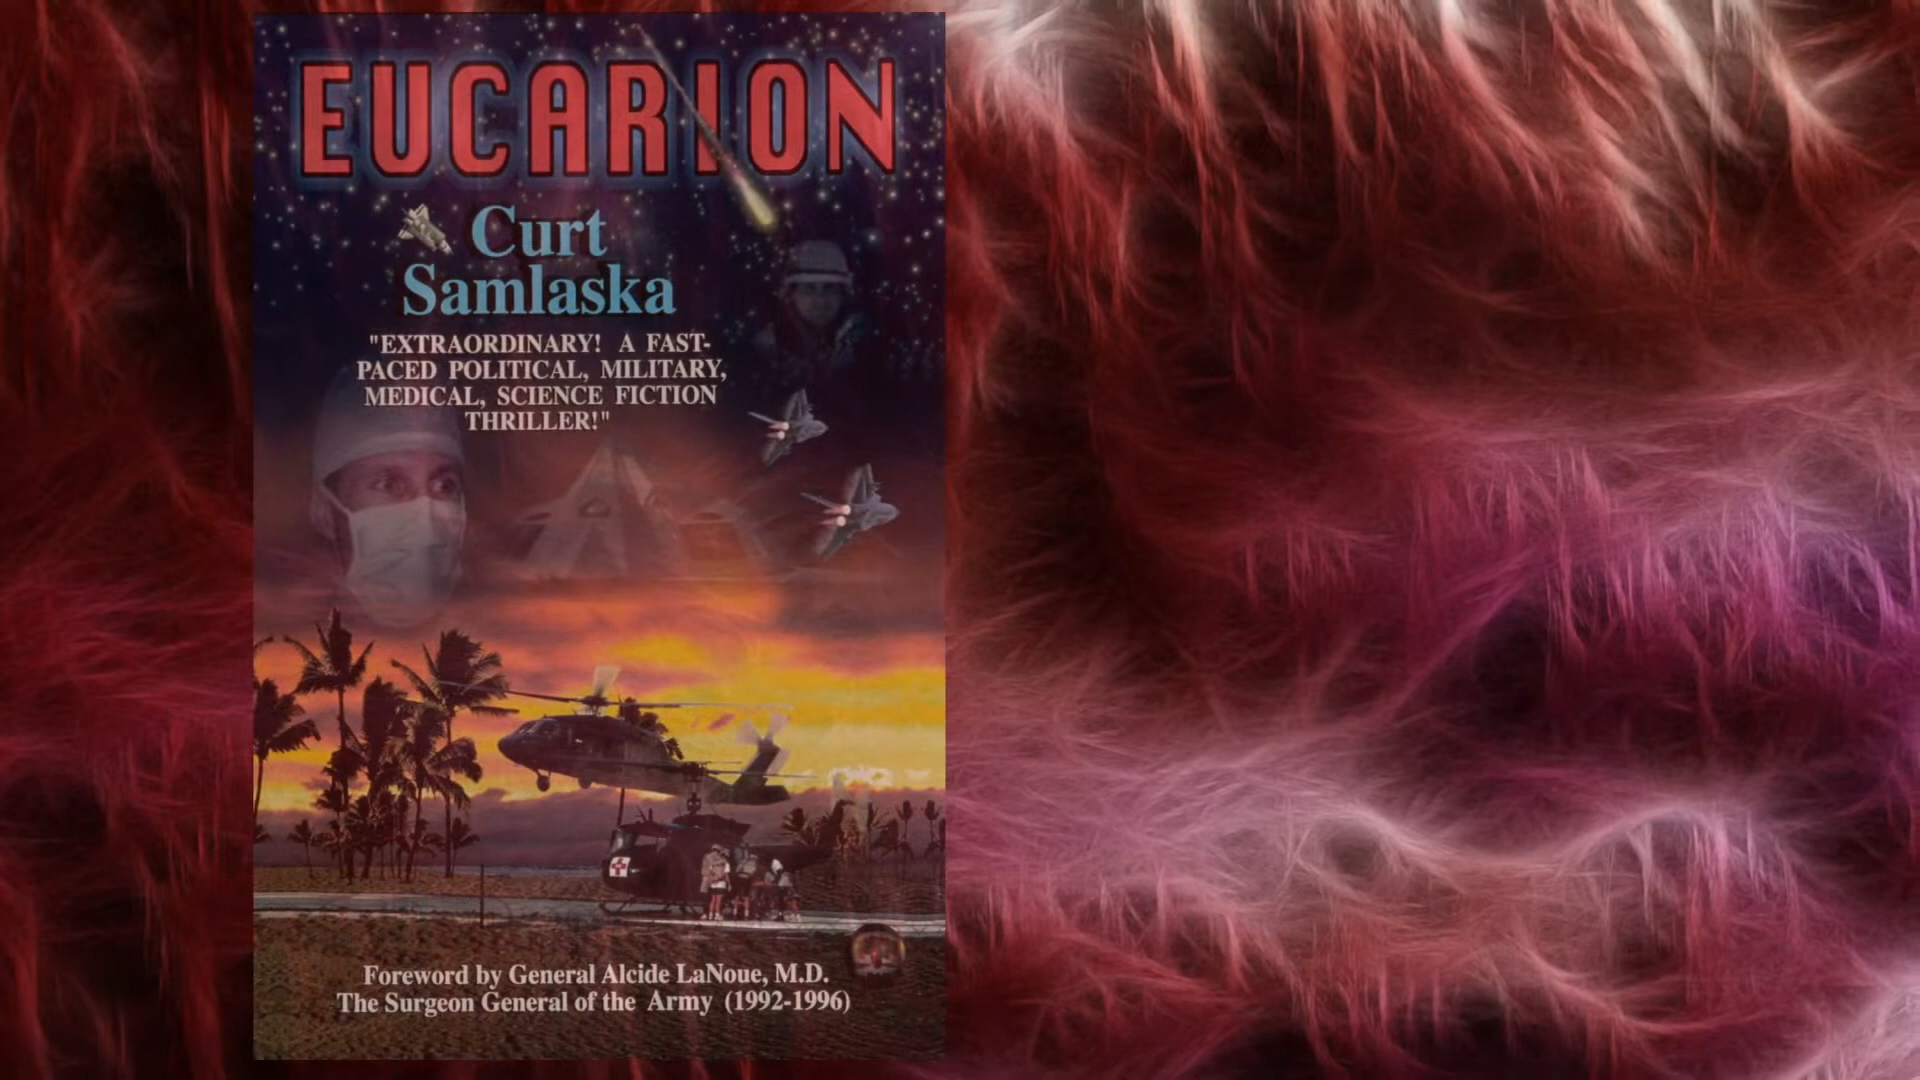 EUCARION
Curt
Samlaska
"EXTRAORDINARY! A FAST-
PACED POLITICAL, MILITARY,
MEDICAL, SCIENCE FICTION
THRILLER!"
Foreword by General Alcide LaNoue, M.D.
The Surgeon General of the Army (1992-1996)